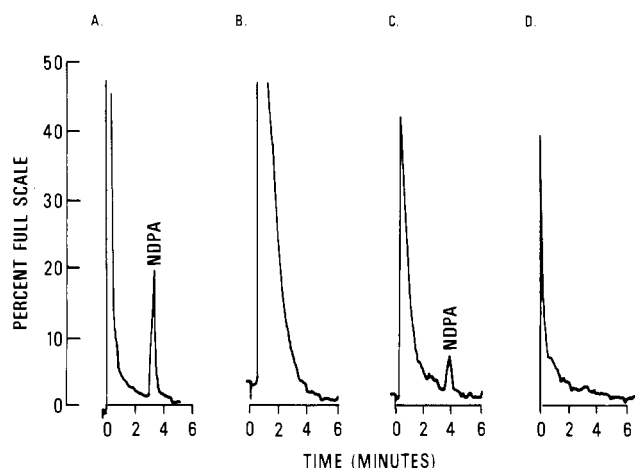 A. B. C. D.
50
40
30
20
10
0
PERCENT FULL SCALE
NDPA
NDPA
0 2 4 6 0 2 4 6 0 2 4 6 0 2 4 6
TIME (MINUTES)